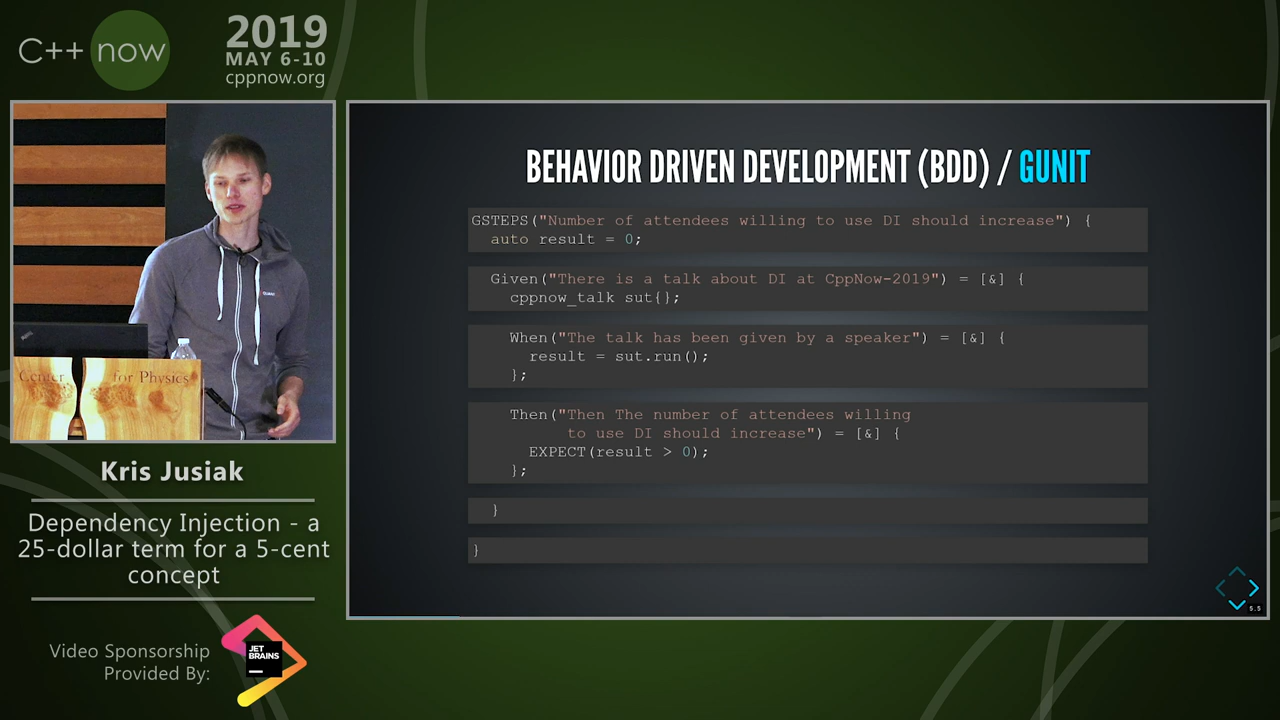 C++ now
2019
MAY 6-10
cppnow.org
Center for Physics
Kris Jusiak
Dependency Injection - a
25-dollar term for a 5-cent
concept
Video Sponsorship
Provided By:
JET
BRAINS
BEHAVIOR DRIVEN DEVELOPMENT (BDD) / GUNIT
GSTEPS("Number of attendees willing to use DI should increase") {
auto result = 0;
Given("There is a talk about DI at CppNow-2019") = [&] {
cppnow_talk sut{};
When("The talk has been given by a speaker") = [&] {
result = sut.run();
};
Then("Then The number of attendees willing
to use DI should increase") = [&] {
EXPECT(result > 0);
};
}
}
5.5